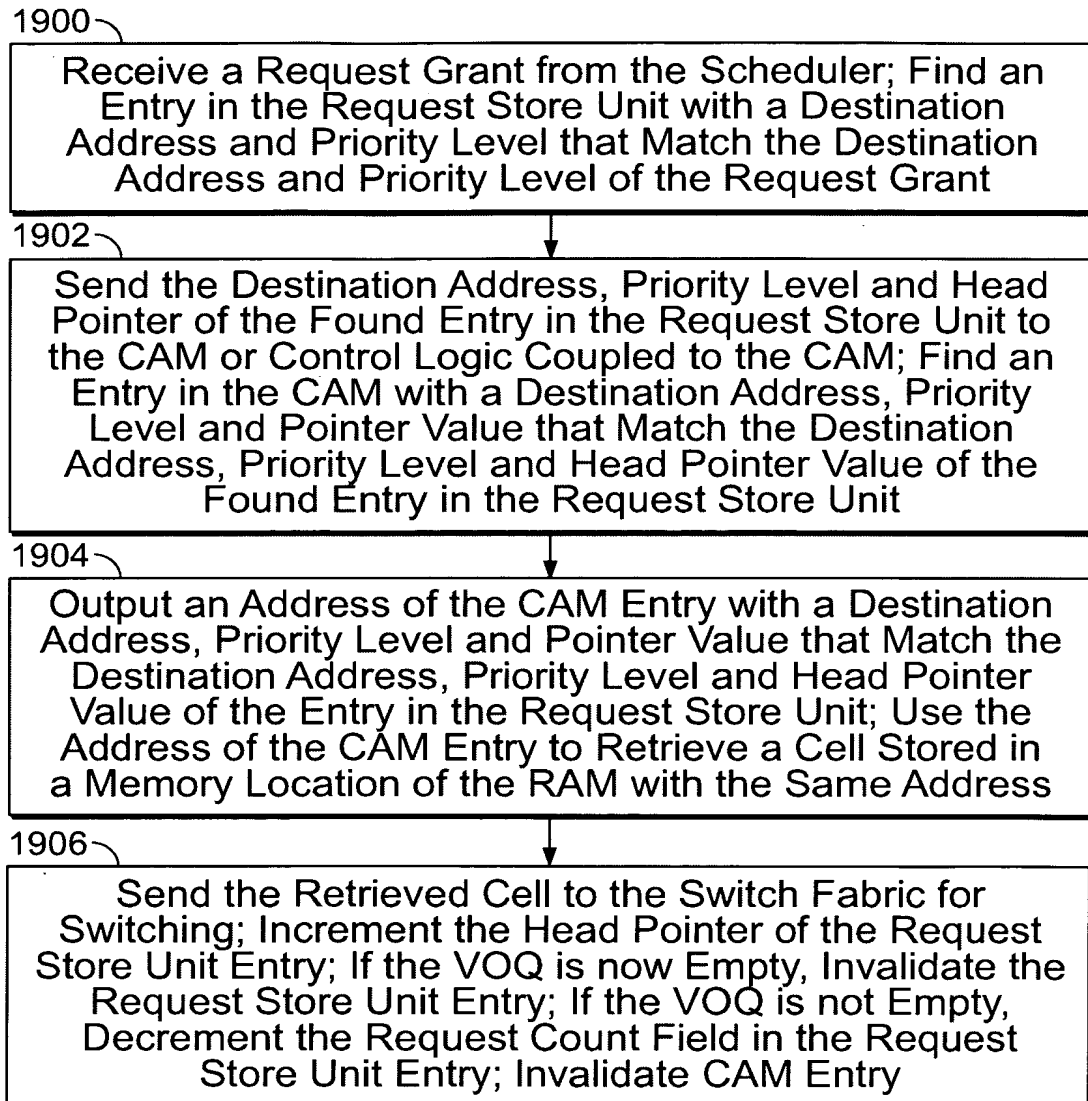 1900
Receive a Request Grant from the Scheduler; Find an
Entry in the Request Store Unit with a Destination
Address and Priority Level that Match the Destination
Address and Priority Level of the Request Grant
1902
Send the Destination Address, Priority Level and Head
Pointer of the Found Entry in the Request Store Unit to
the CAM or Control Logic Coupled to the CAM; Find an
Entry in the CAM with a Destination Address, Priority
Level and Pointer Value that Match the Destination
Address, Priority Level and Head Pointer Value of the
Found Entry in the Request Store Unit
1904
Output an Address of the CAM Entry with a Destination
Address, Priority Level and Pointer Value that Match the
Destination Address, Priority Level and Head Pointer
Value of the Entry in the Request Store Unit; Use the
Address of the CAM Entry to Retrieve a Cell Stored in
a Memory Location of the RAM with the Same Address
1906
Send the Retrieved Cell to the Switch Fabric for
Switching; Increment the Head Pointer of the Request
Store Unit Entry; If the VOQ is now Empty, Invalidate the
Request Store Unit Entry; If the VOQ is not Empty,
Decrement the Request Count Field in the Request
Store Unit Entry; Invalidate CAM Entry